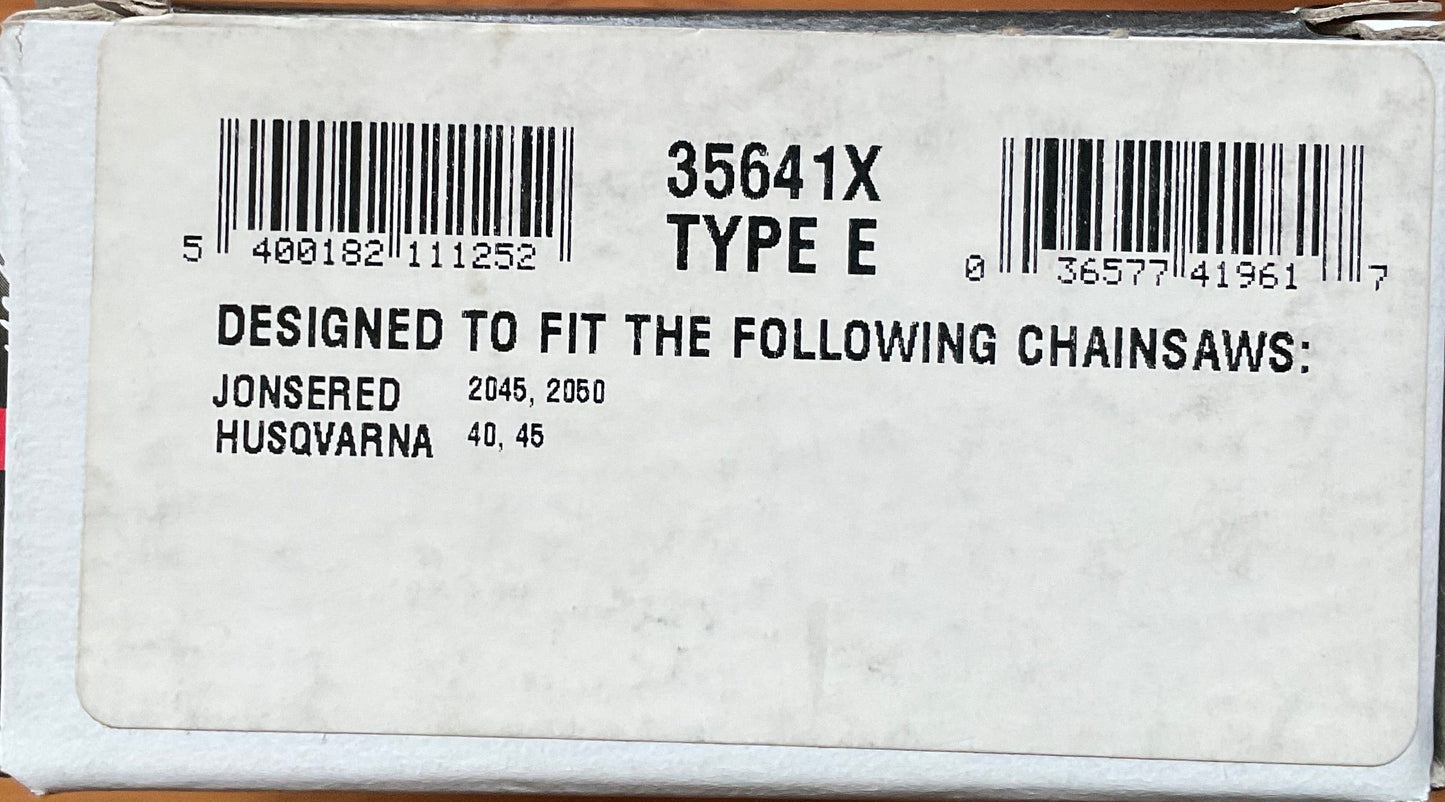 35641X
TYPE E
5 400182 111252
0 36577 41961 7
DESIGNED TO FIT THE FOLLOWING CHAINSAWS:
JONSERED 2045, 2050
HUSQVARNA 40, 45